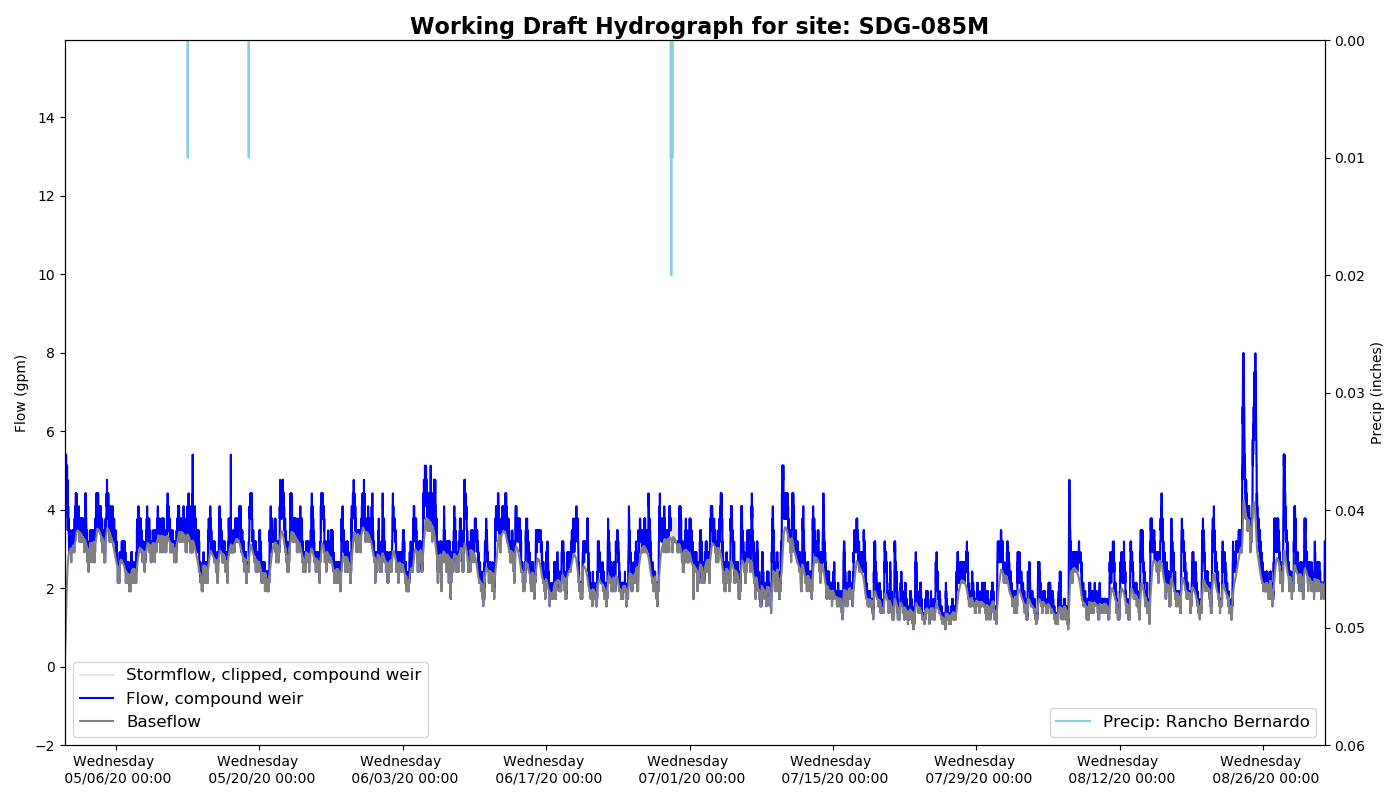 Working Draft Hydrograph for site: SDG-085M
14
12
10
8
6
4
2
0
−2
Flow (gpm)
0.00
0.01
0.02
0.03
0.04
0.05
0.06
Precip (inches)
Stormflow, clipped, compound weir
Flow, compound weir
Baseflow
Precip: Rancho Bernardo
Wednesday
05/06/20 00:00
Wednesday
05/20/20 00:00
Wednesday
06/03/20 00:00
Wednesday
06/17/20 00:00
Wednesday
07/01/20 00:00
Wednesday
07/15/20 00:00
Wednesday
07/29/20 00:00
Wednesday
08/12/20 00:00
Wednesday
08/26/20 00:00